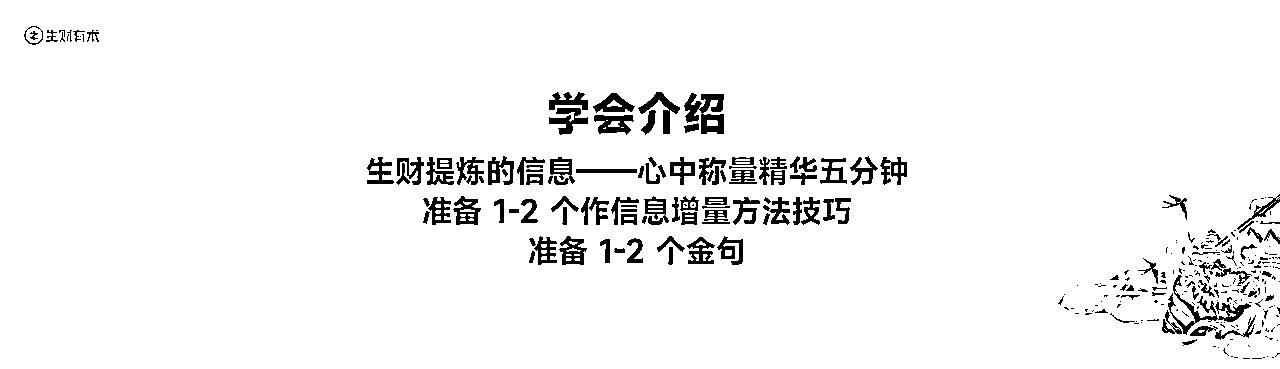 生财有术
学会介绍
生财提炼的信息——心中称量精华五分钟
准备 1-2 个作信息增量方法技巧
准备 1-2 个金句